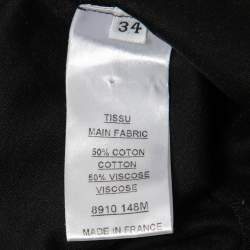 34
TISSU
MAIN FABRIC
50% COTON
COTTON
50% VISCOSE
VISCOSE
8910 148M
MADE IN FRANCE